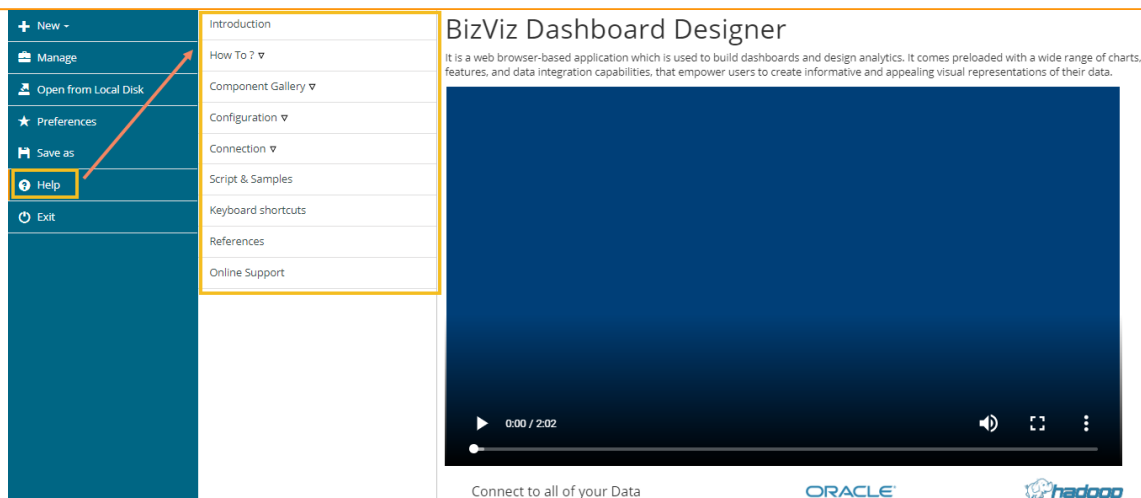 New
Manage
Open from Local Disk
Preferences
Save as
Help
Exit
Introduction
How To ?
Component Gallery
Configuration
Connection
Script & Samples
Keyboard shortcuts
References
Online Support
BizViz Dashboard Designer
It is a web browser-based application which is used to build dashboards and design analytics. It comes preloaded with a wide range of charts,
features, and data integration capabilities, that empower users to create informative and appealing visual representations of their data.
0:00 / 2:02
Connect to all of your Data
ORACLE
hadoop